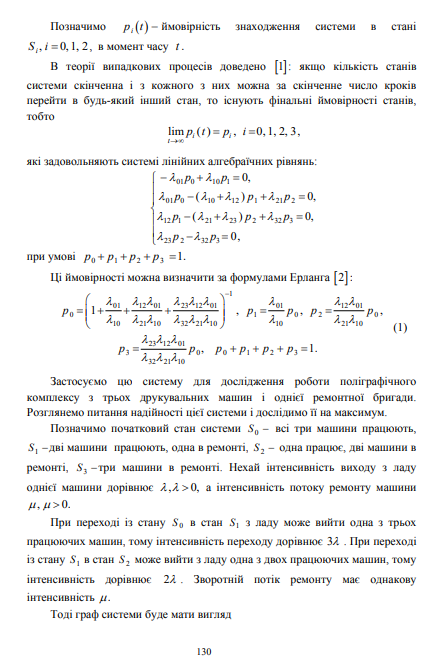 Позначимо p_i(t) – ймовірність знаходження системи в стані
S_i, i = 0, 1, 2, в момент часу t.
В теорії випадкових процесів доведено [1]: якщо кількість станів
системи скінченна і з кожного з них можна за скінченне число кроків
перейти в будь-який інший стан, то існують фінальні ймовірності станів,
тобто
lim_{t→∞} p_i(t) = p_i, i=0, 1, 2, 3,
які задовольняють системі лінійних алгебраїчних рівнянь:
−λ₀₁p₀ + λ₁₀p₁ = 0,
λ₀₁p₀ − (λ₁₀ + λ₁₂)p₁ + λ₂₁p₂ = 0,
λ₁₂p₁ − (λ₂₁ + λ₂₃)p₂ + λ₃₂p₃ = 0,
λ₂₃p₂ − λ₃₂p₃ = 0,
при умові p₀ + p₁ + p₂ + p₃ = 1.
Ці ймовірності можна визначити за формулами Ерланга [2]:
p₀ = (1 + λ₀₁/λ₁₀ + λ₁₂λ₀₁/λ₂₁λ₁₀ + λ₂₃λ₁₂λ₀₁/λ₃₂λ₂₁λ₁₀)⁻¹, p₁ = λ₀₁/λ₁₀ p₀, p₂ = λ₁₂λ₀₁/λ₂₁λ₁₀ p₀,
(1)
p₃ = λ₂₃λ₁₂λ₀₁/λ₃₂λ₂₁λ₁₀ p₀, p₀ + p₁ + p₂ + p₃ = 1.
Застосуємо цю систему для дослідження роботи поліграфічного
комплексу з трьох друкувальних машин і однієї ремонтної бригади.
Розглянемо питання надійності цієї системи і дослідимо її на максимум.
Позначимо початковий стан системи S₀ – всі три машини працюють,
S₁ –дві машини працюють, одна в ремонті, S₂ – одна працює, дві машини в
ремонті, S₃ –три машини в ремонті. Нехай інтенсивність виходу з ладу
однієї машини дорівнює λ, λ > 0, а інтенсивність потоку ремонту машини
μ, μ > 0.
При переході із стану S₀ в стан S₁ з ладу може вийти одна з трьох
працюючих машин, тому інтенсивність переходу дорівнює 3λ . При переході
із стану S₁ в стан S₂ може вийти з ладу одна з двох працюючих машин, тому
інтенсивність дорівнює 2λ . Зворотній потік ремонту має однакову
інтенсивність μ.
Тоді граф системи буде мати вигляд
130